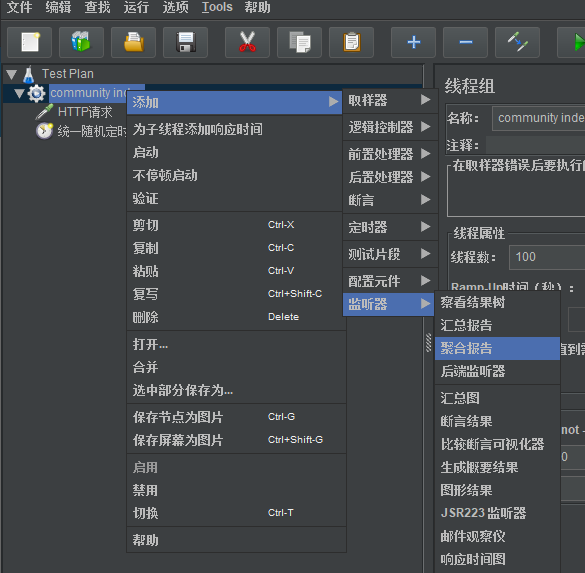 文件 编辑 查找 运行 选项 Tools 帮助
Test Plan
community inde
HTTP请求
统一随机定时
添加
为子线程添加响应时间
启动
不停顿启动
验证
剪切 Ctrl-X
复制 Ctrl-C
粘贴 Ctrl-V
复写 Ctrl+Shift-C
删除 Delete
打开...
合并
选中部分保存为...
保存节点为图片 Ctrl-G
保存屏幕为图片 Ctrl+Shift-G
启用
禁用
切换 Ctrl-T
帮助
取样器
逻辑控制器
前置处理器
后置处理器
断言
定时器
测试片段
配置元件
监听器
察看结果树
汇总报告
聚合报告
后端监听器
汇总图
断言结果
比较断言可视化器
生成概要结果
图形结果
JSR223 监听器
邮件观察仪
响应时间图
线程组
名称: community inde
注释:
在取样器错误后要执行的
线程属性
线程数: 100
Ramp-Up时间(秒):
直到需
not -
0